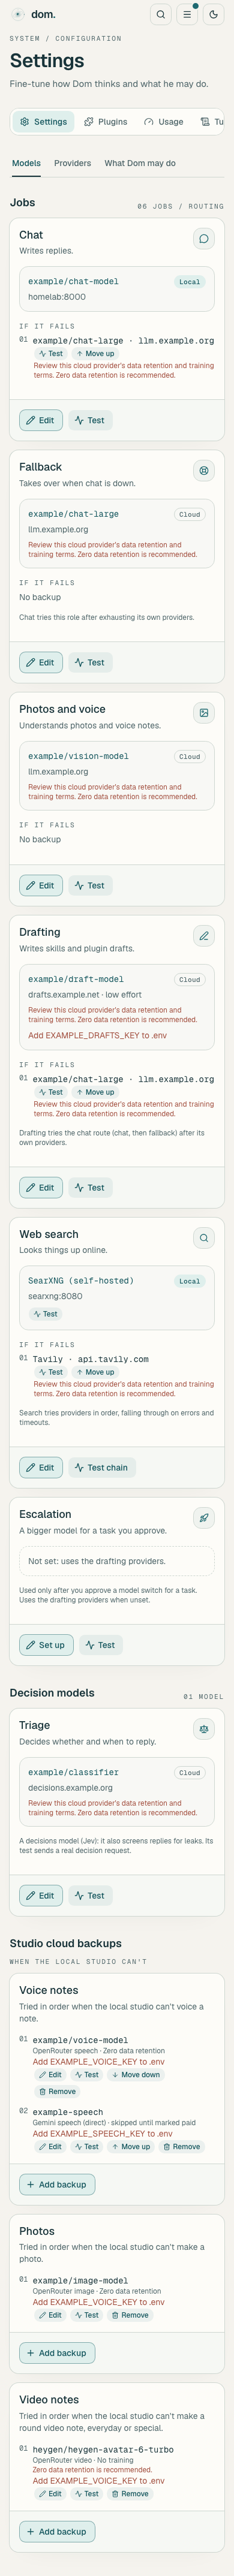 dom.
SYSTEM / CONFIGURATION
Settings
Fine-tune how Dom thinks and what he may do.
Settings Plugins Usage Tu
Models Providers What Dom may do
Jobs 06 JOBS / ROUTING
Chat
Writes replies.
example/chat-model Local
homelab:8000
IF IT FAILS
01 example/chat-large · llm.example.org
Test Move up
Review this cloud provider's data retention and training
terms. Zero data retention is recommended.
Edit Test
Fallback
Takes over when chat is down.
example/chat-large Cloud
llm.example.org
Review this cloud provider's data retention and
training terms. Zero data retention is recommended.
IF IT FAILS
No backup
Chat tries this role after exhausting its own providers.
Edit Test
Photos and voice
Understands photos and voice notes.
example/vision-model Cloud
llm.example.org
Review this cloud provider's data retention and
training terms. Zero data retention is recommended.
IF IT FAILS
No backup
Edit Test
Drafting
Writes skills and plugin drafts.
example/draft-model Cloud
drafts.example.net · low effort
Review this cloud provider's data retention and
training terms. Zero data retention is recommended.
Add EXAMPLE_DRAFTS_KEY to .env
IF IT FAILS
01 example/chat-large · llm.example.org
Test Move up
Review this cloud provider's data retention and training
terms. Zero data retention is recommended.
Drafting tries the chat route (chat, then fallback) after its
own providers.
Edit Test
Web search
Looks things up online.
SearXNG (self-hosted) Local
searxng:8080
Test
IF IT FAILS
01 Tavily · api.tavily.com
Test Move up
Review this cloud provider's data retention and training
terms. Zero data retention is recommended.
Search tries providers in order, falling through on errors and
timeouts.
Edit Test chain
Escalation
A bigger model for a task you approve.
Not set: uses the drafting providers.
Used only after you approve a model switch for a task.
Uses the drafting providers when unset.
Set up Test
Decision models 01 MODEL
Triage
Decides whether and when to reply.
example/classifier Cloud
decisions.example.org
Review this cloud provider's data retention and
training terms. Zero data retention is recommended.
A decisions model (Jev): it also screens replies for leaks. Its
test sends a real decision request.
Edit Test
Studio cloud backups
WHEN THE LOCAL STUDIO CAN'T
Voice notes
Tried in order when the local studio can't voice a
note.
01 example/voice-model
OpenRouter speech · Zero data retention
Add EXAMPLE_VOICE_KEY to .env
Edit Test Move down
Remove
02 example-speech
Gemini speech (direct) · skipped until marked paid
Add EXAMPLE_SPEECH_KEY to .env
Edit Test Move up Remove
Add backup
Photos
Tried in order when the local studio can't make a
photo.
01 example/image-model
OpenRouter image · Zero data retention
Add EXAMPLE_VOICE_KEY to .env
Edit Test Remove
Add backup
Video notes
Tried in order when the local studio can't make a
round video note, everyday or special.
01 heygen/heygen-avatar-6-turbo
OpenRouter video · No training
Zero data retention is recommended.
Add EXAMPLE_VOICE_KEY to .env
Edit Test Remove
Add backup